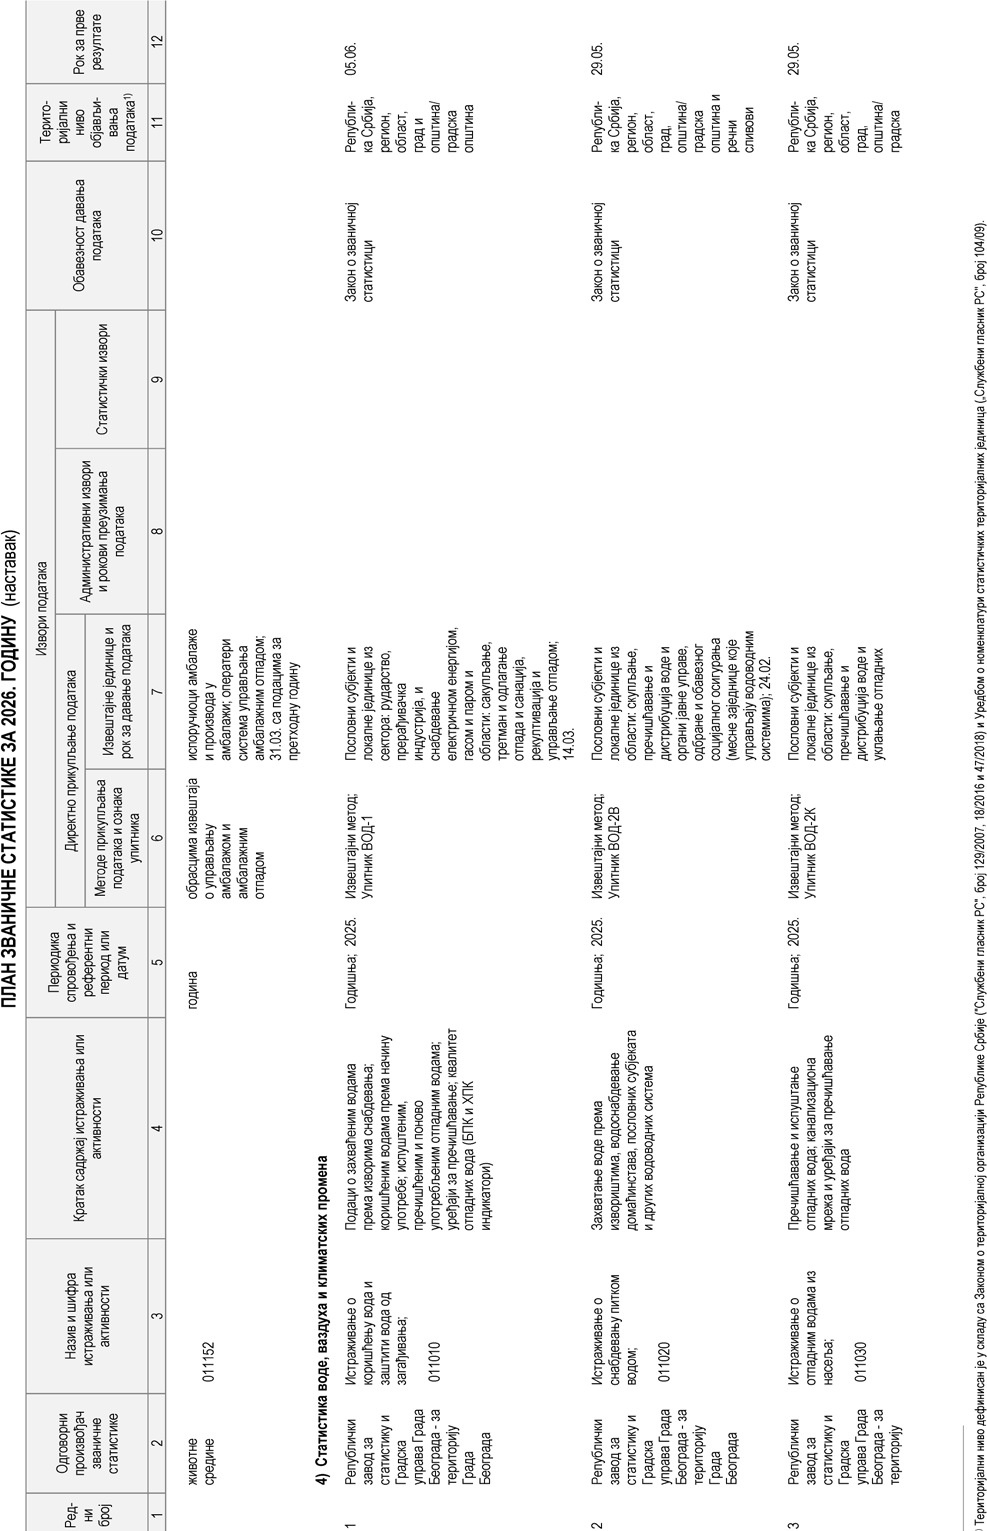 ПЛАН ЗВАНИЧНЕ СТАТИСТИКЕ ЗА 2026. ГОДИНУ (наставак)
Ред-
ни
број
Одговорни
произвођач
званичне
статистике
Назив и шифра
истраживања или
активности
Кратак садржај истраживања или
активности
Периодика
спровођења и
референтни
период или
датум
Извори података
Директно прикупљање података
Методе прикупљања
података и ознака
упитника
Извештајне јединице и
рок за давање података
Административни извори
и рокови преузимања
података
Статистички извори
Обавезност давања
података
Терито-
ријални
ниво
објављи-
вања
података1)
Рок за прве
резултате
1 2 3 4 5 6 7 8 9 10 11 12
животне
средине
011152
година
обрасцима извештаја
о управљању
амбалажом и
амбалажним
отпадом
испоручиоци амбалаже
и производа у
амбалажи; оператери
система управљања
амбалажним отпадом;
31.03. са подацима за
претходну годину
4) Статистика воде, ваздуха и климатских промена
1
Републички
завод за
статистику и
Градска
управа Града
Београда - за
територију
Града
Београда
Истраживање о
коришћењу вода и
заштити вода од
загађивања;
011010
Подаци о захваћеним водама
према изворима снабдевања;
коришћеним водама према начину
употребе; испуштеним,
пречишћеним и поново
употребљеним отпадним водама;
уређаји за пречишћавање; квалитет
отпадних вода (БПК и ХПК
индикатори)
Годишња; 2025.
Извештајни метод;
Упитник ВОД-1
Пословни субјекти и
локалне јединице из
сектора: рударство,
прерађивачка
индустрија, и
снабдевање
електричном енергијом,
гасом и паром и
области: сакупљање,
третман и одлагање
отпада и санација,
рекултивација и
управљање отпадом;
14.03.
Закон о званичној
статистици
Републи-
ка Србија,
регион,
област,
град и
општина/
градска
општина
05.06.
2
Републички
завод за
статистику и
Градска
управа Града
Београда - за
територију
Града
Београда
Истраживање о
снабдевању питком
водом;
011020
Захватање воде према
извориштима, водоснабдевање
домаћинстава, пословних субјеката
и других водоводних система
Годишња; 2025.
Извештајни метод;
Упитник ВОД-2В
Пословни субјекти и
локалне јединице из
области: скупљање,
пречишћавање и
дистрибуција воде и
органи јавне управе,
одбране и обавезног
социјалног осигурања
(месне заједнице које
управљају водоводним
системима); 24.02.
Закон о званичној
статистици
Републи-
ка Србија,
регион,
област,
град,
општина/
градска
општина и
речни
сливови
29.05.
3
Републички
завод за
статистику и
Градска
управа Града
Београда - за
територију
Истраживање о
отпадним водама из
насеља;
011030
Пречишћавање и испуштање
отпадних вода; канализациона
мрежа и уређаји за пречишћавање
отпадних вода
Годишња; 2025.
Извештајни метод;
Упитник ВОД-2К
Пословни субјекти и
локалне јединице из
области: скупљање,
пречишћавање и
дистрибуција воде и
уклањање отпадних
Закон о званичној
статистици
Републи-
ка Србија,
регион,
област,
град,
општина/
градска
29.05.
) Територијални ниво дефинисан је у складу са Законом о територијалној организацији Републике Србије ("Службени гласник РС", број 129/2007, 18/2016 и 47/2018) и Уредбом о номенклатури статистичких територијалних јединица („Службени гласник РС“, број 104/09).